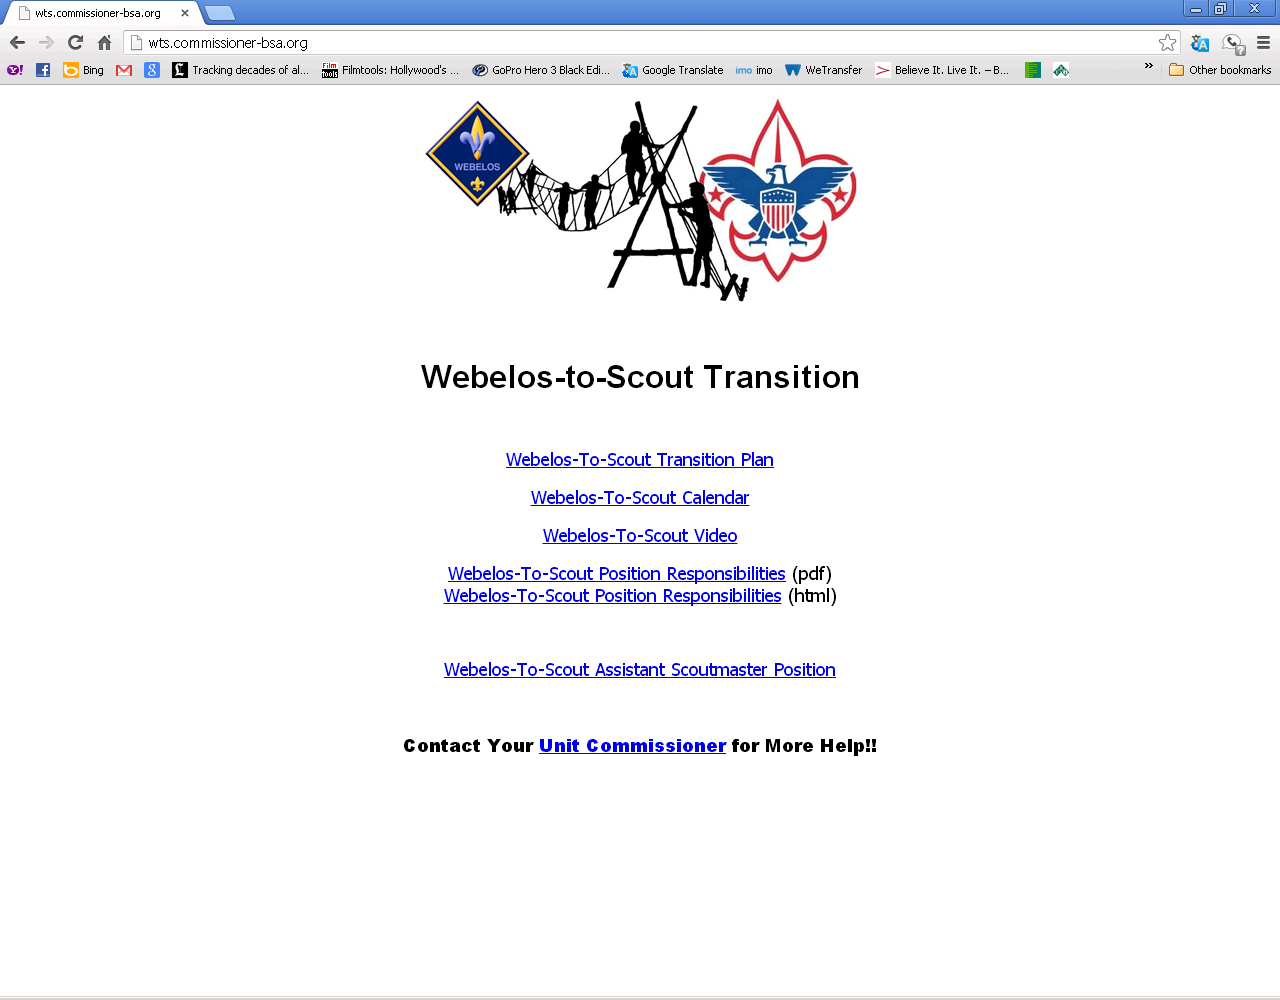 wts.commissioner-bsa.org
wts.commissioner-bsa.org
Y! Bing Tracking decades of al... Filmtools: Hollywood's ... GoPro Hero 3 Black Edi... Google Translate imo imo WeTransfer Believe It. Live It. – B... » Other bookmarks
WEBELOS
Webelos-to-Scout Transition
Webelos-To-Scout Transition Plan
Webelos-To-Scout Calendar
Webelos-To-Scout Video
Webelos-To-Scout Position Responsibilities (pdf)
Webelos-To-Scout Position Responsibilities (html)
Webelos-To-Scout Assistant Scoutmaster Position
Contact Your Unit Commissioner for More Help!!